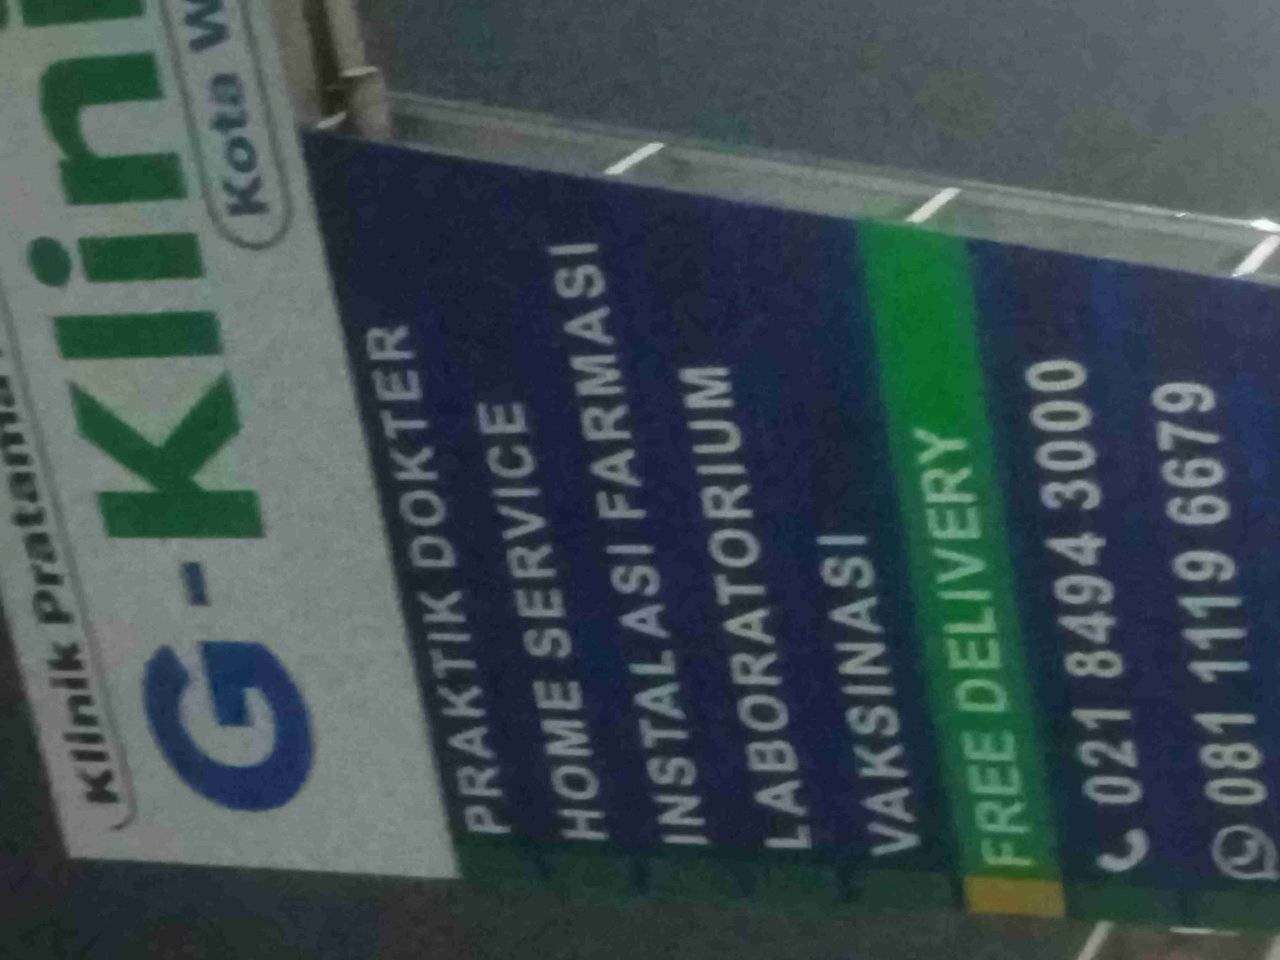 Klinik Pratama
G-Klini
Kota W
PRAKTIK DOKTER
HOME SERVICE
INSTALASI FARMASI
LABORATORIUM
VAKSINASI
FREE DELIVERY
021 8494 3000
081 1119 6679